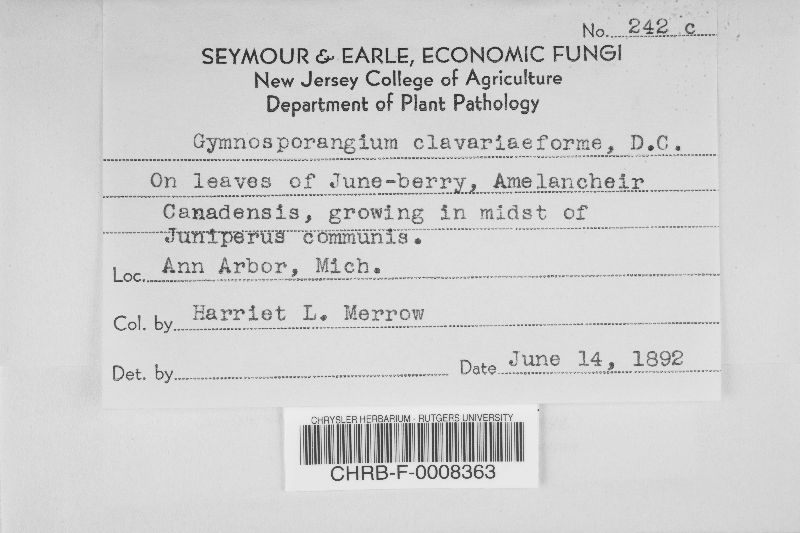 No. 242 c
SEYMOUR & EARLE, ECONOMIC FUNGI
New Jersey College of Agriculture
Department of Plant Pathology
Gymnosporangium clavariaeforme, D.C.
On leaves of June-berry, Amelancheir
Canadensis, growing in midst of
Juniperus communis.
Loc. Ann Arbor, Mich.
Col. by Harriet L. Merrow
Det. by Date June 14, 1892
CHRYSLER HERBARIUM - RUTGERS UNIVERSITY
CHRB-F-0008363